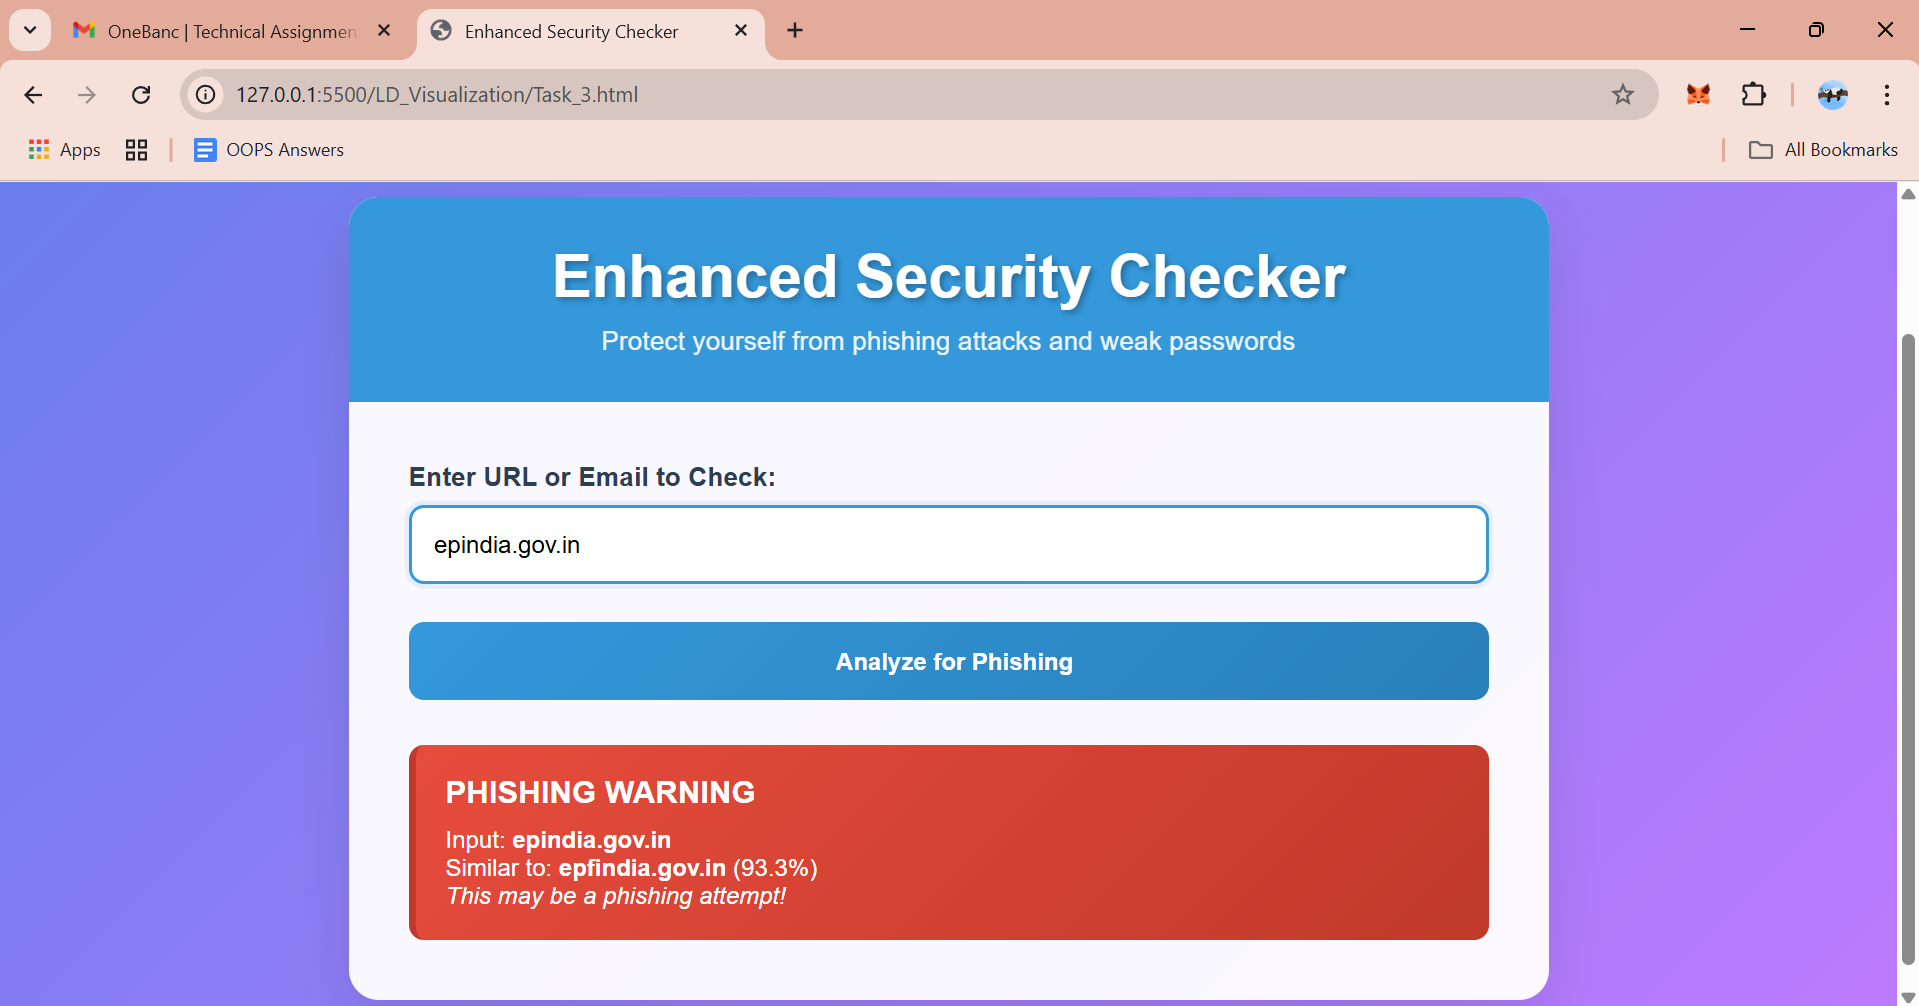 OneBanc | Technical Assignmen
Enhanced Security Checker
127.0.0.1:5500/LD_Visualization/Task_3.html
Apps
OOPS Answers
All Bookmarks
Enhanced Security Checker
Protect yourself from phishing attacks and weak passwords
Enter URL or Email to Check:
epindia.gov.in
Analyze for Phishing
PHISHING WARNING
Input: epindia.gov.in
Similar to: epfindia.gov.in (93.3%)
This may be a phishing attempt!